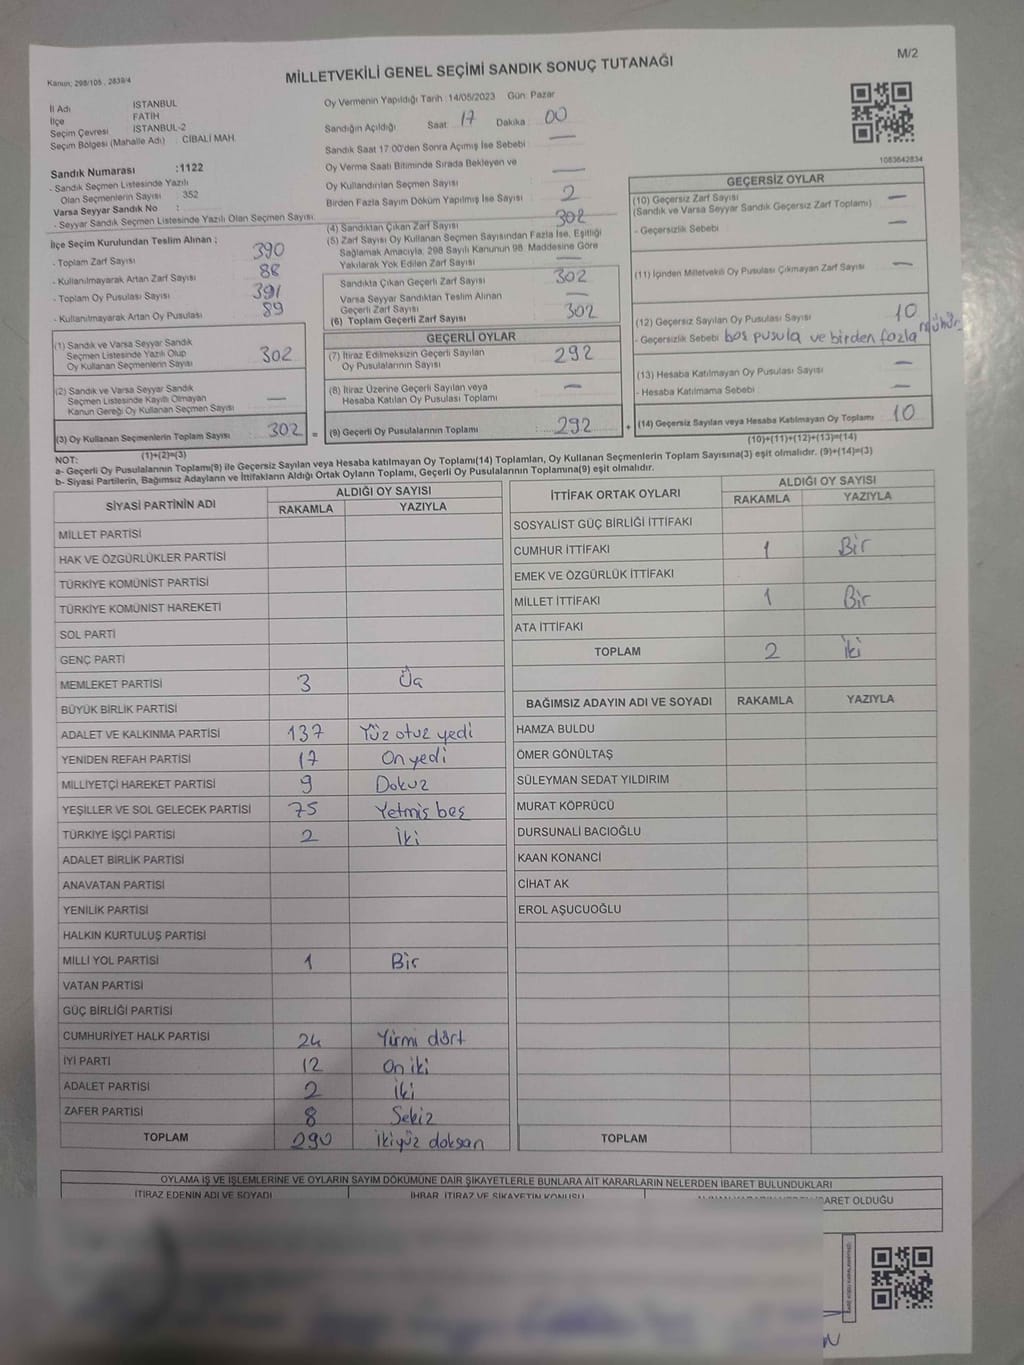 Kanun: 298/105 , 2839/4
MİLLETVEKİLİ GENEL SEÇİMİ SANDIK SONUÇ TUTANAĞI
M/2
İl Adı İSTANBUL
İlçe FATİH
Seçim Çevresi İSTANBUL-2
Seçim Bölgesi (Mahalle Adı) : CİBALİ MAH.
Sandık Numarası :1122
- Sandık Seçmen Listesinde Yazılı
Olan Seçmenlerin Sayısı : 352
Varsa Seyyar Sandık No :
- Seyyar Sandık Seçmen Listesinde Yazılı Olan Seçmen Sayısı:
İlçe Seçim Kurulundan Teslim Alınan ;
- Toplam Zarf Sayısı 390
- Kullanılmayarak Artan Zarf Sayısı 88
- Toplam Oy Pusulası Sayısı 391
- Kullanılmayarak Artan Oy Pusulası 89
(1) Sandık ve Varsa Seyyar Sandık
Seçmen Listesinde Yazılı Olup
Oy Kullanan Seçmenlerin Sayısı 302
(2) Sandık ve Varsa Seyyar Sandık
Seçmen Listesinde Kayıtlı Olmayan
Kanun Gereği Oy Kullanan Seçmen Sayısı —
(3) Oy Kullanan Seçmenlerin Toplam Sayısı : 302 =
(1)+(2)=(3)
Oy Vermenin Yapıldığı Tarih :14/05/2023 Gün: Pazar
Sandığın Açıldığı Saat: 17 Dakika : 00
Sandık Saat 17:00'den Sonra Açımış İse Sebebi : —
Oy Verme Saati Bitiminde Sırada Bekleyen ve
Oy Kullandırılan Seçmen Sayısı —
Birden Fazla Sayım Döküm Yapılmış İse Sayısı 2
(4) Sandıktan Çıkan Zarf Sayısı 302
(5) Zarf Sayısı Oy Kullanan Seçmen Sayısından Fazla İse, Eşitliği
Sağlamak Amacıyla, 298 Sayılı Kanunun 98. Maddesine Göre
Yakılarak Yok Edilen Zarf Sayısı —
Sandıkta Çıkan Geçerli Zarf Sayısı 302
Varsa Seyyar Sandıktan Teslim Alınan
Geçerli Zarf Sayısı —
(6) Toplam Geçerli Zarf Sayısı 302
GEÇERLİ OYLAR
(7) İtiraz Edilmeksizin Geçerli Sayılan
Oy Pusulalarının Sayısı 292
(8) İtiraz Üzerine Geçerli Sayılan veya
Hesaba Katılan Oy Pusulası Toplamı : —
(9) Geçerli Oy Pusulalarının Toplamı : 292 +
1083642834
GEÇERSİZ OYLAR
(10) Geçersiz Zarf Sayısı —
(Sandık ve Varsa Seyyar Sandık Geçersiz Zarf Toplamı)
- Geçersizlik Sebebi : —
(11) İçinden Milletvekili Oy Pusulası Çıkmayan Zarf Sayısı —
(12) Geçersiz Sayılan Oy Pusulası Sayısı 10
- Geçersizlik Sebebi boş pusula ve birden fazla mühür.
(13) Hesaba Katılmayan Oy Pusulası Sayısı —
- Hesaba Katılmama Sebebi : —
(14) Geçersiz Sayılan veya Hesaba Katılmayan Oy Toplamı : 10
(10)+(11)+(12)+(13)=(14)
NOT:
a- Geçerli Oy Pusulalarının Toplamı(9) ile Geçersiz Sayılan veya Hesaba katılmayan Oy Toplamı(14) Toplamları, Oy Kullanan Seçmenlerin Toplam Sayısına(3) eşit olmalıdır. (9)+(14)=(3)
b- Siyasi Partilerin, Bağımsız Adayların ve İttifakların Aldığı Ortak Oyların Toplamı, Geçerli Oy Pusulalarının Toplamına(9) eşit olmalıdır.
SİYASİ PARTİNİN ADI ALDIĞI OY SAYISI
RAKAMLA YAZIYLA
MİLLET PARTİSİ
HAK VE ÖZGÜRLÜKLER PARTİSİ
TÜRKİYE KOMÜNİST PARTİSİ
TÜRKİYE KOMÜNİST HAREKETİ
SOL PARTİ
GENÇ PARTİ
MEMLEKET PARTİSİ 3 Üç
BÜYÜK BİRLİK PARTİSİ
ADALET VE KALKINMA PARTİSİ 137 Yüz otuz yedi
YENİDEN REFAH PARTİSİ 17 On yedi
MİLLİYETÇİ HAREKET PARTİSİ 9 Dokuz
YEŞİLLER VE SOL GELECEK PARTİSİ 75 Yetmiş beş
TÜRKİYE İŞÇİ PARTİSİ 2 İki
ADALET BİRLİK PARTİSİ
ANAVATAN PARTİSİ
YENİLİK PARTİSİ
HALKIN KURTULUŞ PARTİSİ
MİLLİ YOL PARTİSİ 1 Bir
VATAN PARTİSİ
GÜÇ BİRLİĞİ PARTİSİ
CUMHURİYET HALK PARTİSİ 24 Yirmi dört
İYİ PARTİ 12 On iki
ADALET PARTİSİ 2 İki
ZAFER PARTİSİ 8 Sekiz
TOPLAM 290 İkiyüz doksan
İTTİFAK ORTAK OYLARI ALDIĞI OY SAYISI
RAKAMLA YAZIYLA
SOSYALİST GÜÇ BİRLİĞİ İTTİFAKI
CUMHUR İTTİFAKI 1 Bir
EMEK VE ÖZGÜRLÜK İTTİFAKI
MİLLET İTTİFAKI 1 Bir
ATA İTTİFAKI
TOPLAM 2 İki
BAĞIMSIZ ADAYIN ADI VE SOYADI RAKAMLA YAZIYLA
HAMZA BULDU
ÖMER GÖNÜLTAŞ
SÜLEYMAN SEDAT YILDIRIM
MURAT KÖPRÜCÜ
DURSUNALİ BACIOĞLU
KAAN KONANCİ
CİHAT AK
EROL AŞUCUOĞLU
TOPLAM
OYLAMA İŞ VE İŞLEMLERİNE VE OYLARIN SAYIM DÖKÜMÜNE DAİR ŞİKAYETLERLE BUNLARA AİT KARARLARIN NELERDEN İBARET BULUNDUKLARI
İTİRAZ EDENİN ADI VE SOYADI İHBAR, İTİRAZ VE ŞİKAYETİN KONUSU BARET OLDUĞU